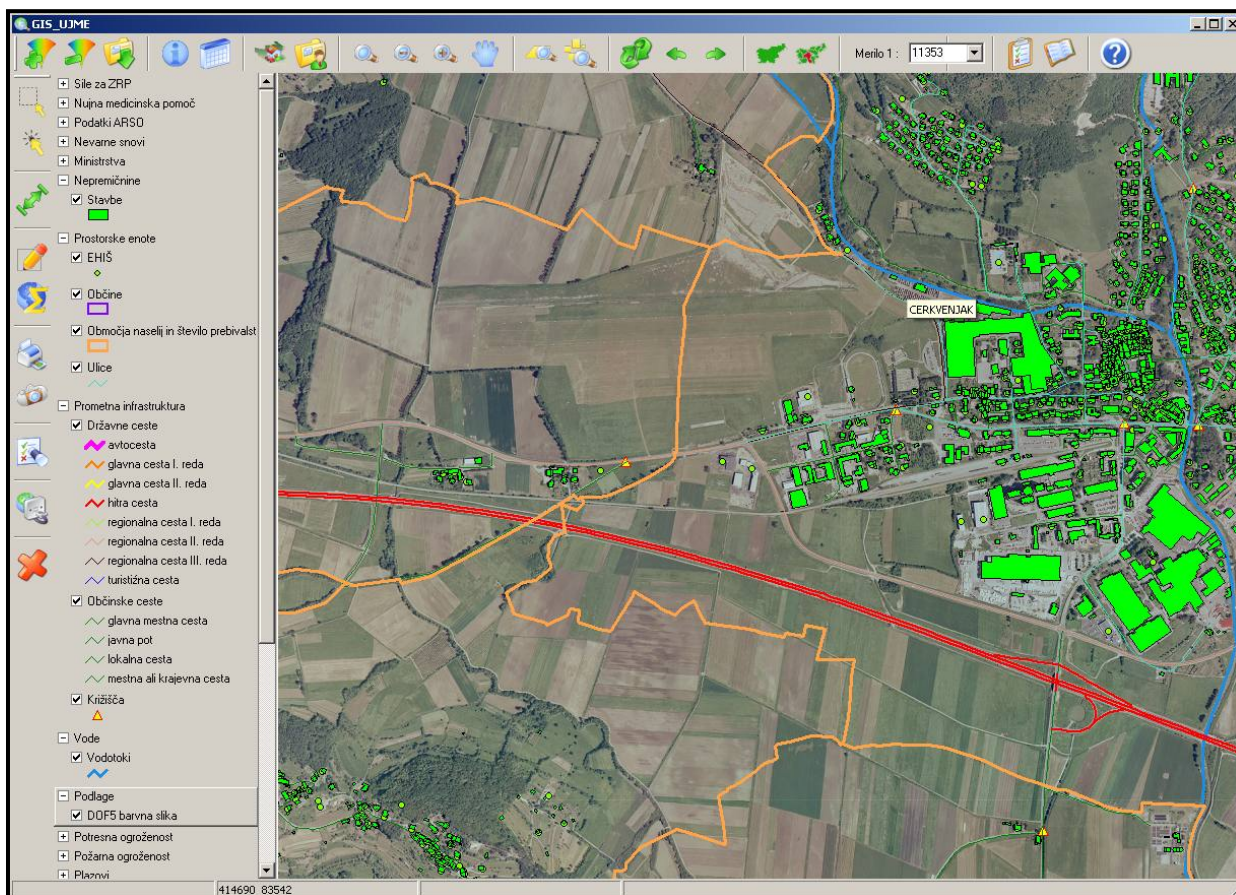 GIS_UJME
Merilo 1 : 11353
Sile za ZRP
Nujna medicinska pomoč
Podatki ARSO
Nevarne snovi
Ministrstva
Nepremičnine
Stavbe
Prostorske enote
EHIŠ
Občine
Območja naselij in število prebivalst
Ulice
Prometna infrastruktura
Državne ceste
avtocesta
glavna cesta I. reda
glavna cesta II. reda
hitra cesta
regionalna cesta I. reda
regionalna cesta II. reda
regionalna cesta III. reda
turistižna cesta
Občinske ceste
glavna mestna cesta
javna pot
lokalna cesta
mestna ali krajevna cesta
Križišča
Vode
Vodotoki
Podlage
DOF5 barvna slika
Potresna ogroženost
Požarna ogroženost
Plazovi
CERKVENJAK
414690 83542